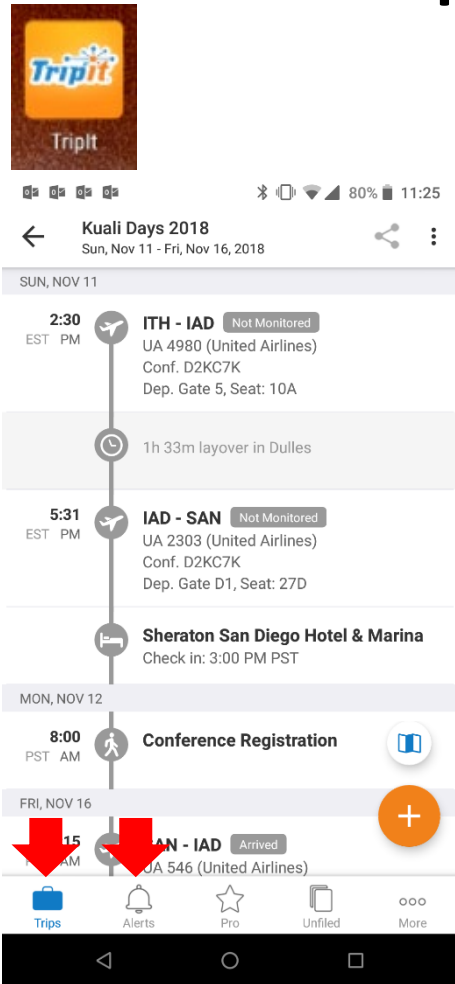 TripIt
TripIt
80% 11:25
Kuali Days 2018
Sun, Nov 11 - Fri, Nov 16, 2018
SUN, NOV 11
2:30 ITH - IAD Not Monitored
EST PM UA 4980 (United Airlines)
Conf. D2KC7K
Dep. Gate 5, Seat: 10A
1h 33m layover in Dulles
5:31 IAD - SAN Not Monitored
EST PM UA 2303 (United Airlines)
Conf. D2KC7K
Dep. Gate D1, Seat: 27D
Sheraton San Diego Hotel & Marina
Check in: 3:00 PM PST
MON, NOV 12
8:00 Conference Registration
PST AM
FRI, NOV 16
15 AN - IAD Arrived
AM UA 546 (United Airlines)
Trips Alerts Pro Unfiled More